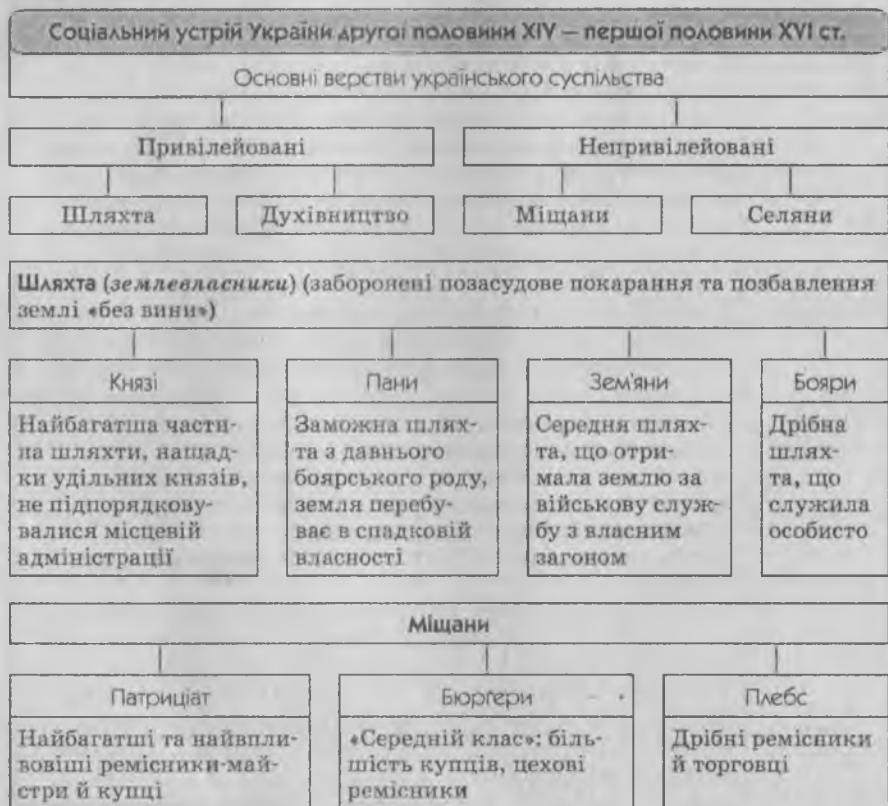 Соціальний устрій України другої половини XIV – першої половини XVI ст.
Основні верстви українського суспільства
Привілейовані
Непривілейовані
Шляхта
Духівництво
Міщани
Селяни
Шляхта (землевласники) (заборонені позасудове покарання та позбавлення
землі «без вини»)
Князі
Найбагатша части-
на шляхти, нащад-
ки удільних князів,
не підпорядкову-
валися місцевій
адміністрації
Пани
Заможна шлях-
та з давнього
боярського роду,
земля перебу-
ває в спадковій
власності
Зем'яни
Середня шлях-
та, що отри-
мала землю за
військову служ-
бу з власним
загоном
Бояри
Дрібна
шлях-
та, що
служила
особисто
Міщани
Патриціат
Найбагатші та найвпли-
вовіші ремісники-май-
стри й купці
Бюргери
«Середній клас»: біль-
шість купців, цехові
ремісники
Плебс
Дрібні ремісники
й торговці